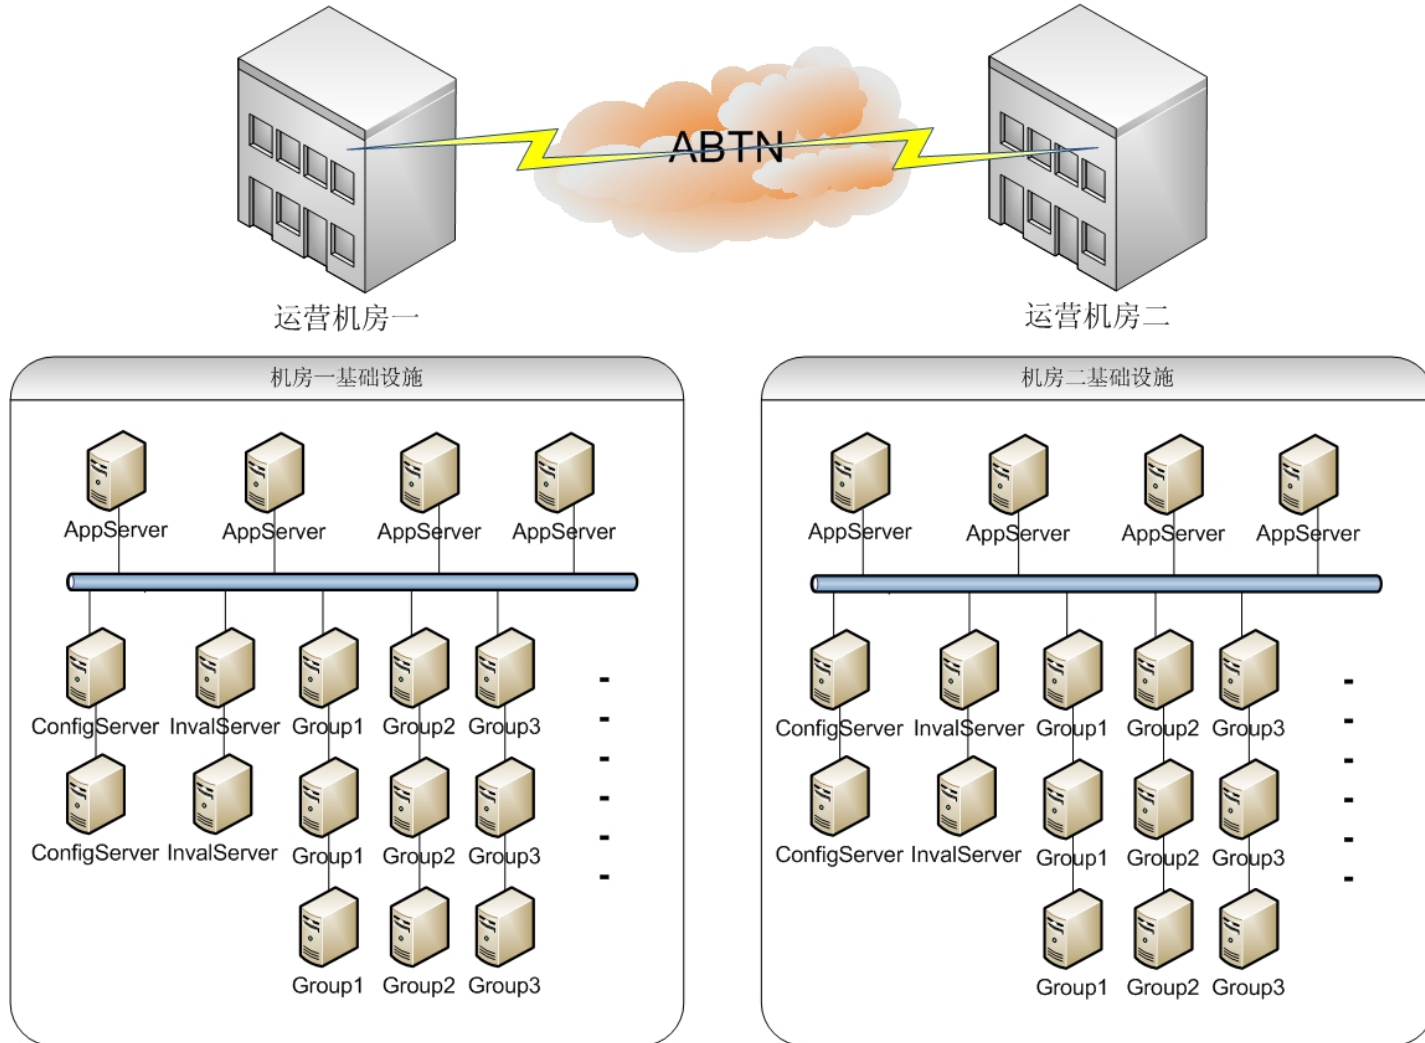 ABTN
运营机房一
运营机房二
机房一基础设施
AppServer AppServer AppServer AppServer
ConfigServer InvalServer Group1 Group2 Group3
ConfigServer InvalServer Group1 Group2 Group3
Group1 Group2 Group3
机房二基础设施
AppServer AppServer AppServer AppServer
ConfigServer InvalServer Group1 Group2 Group3
ConfigServer InvalServer Group1 Group2 Group3
Group1 Group2 Group3